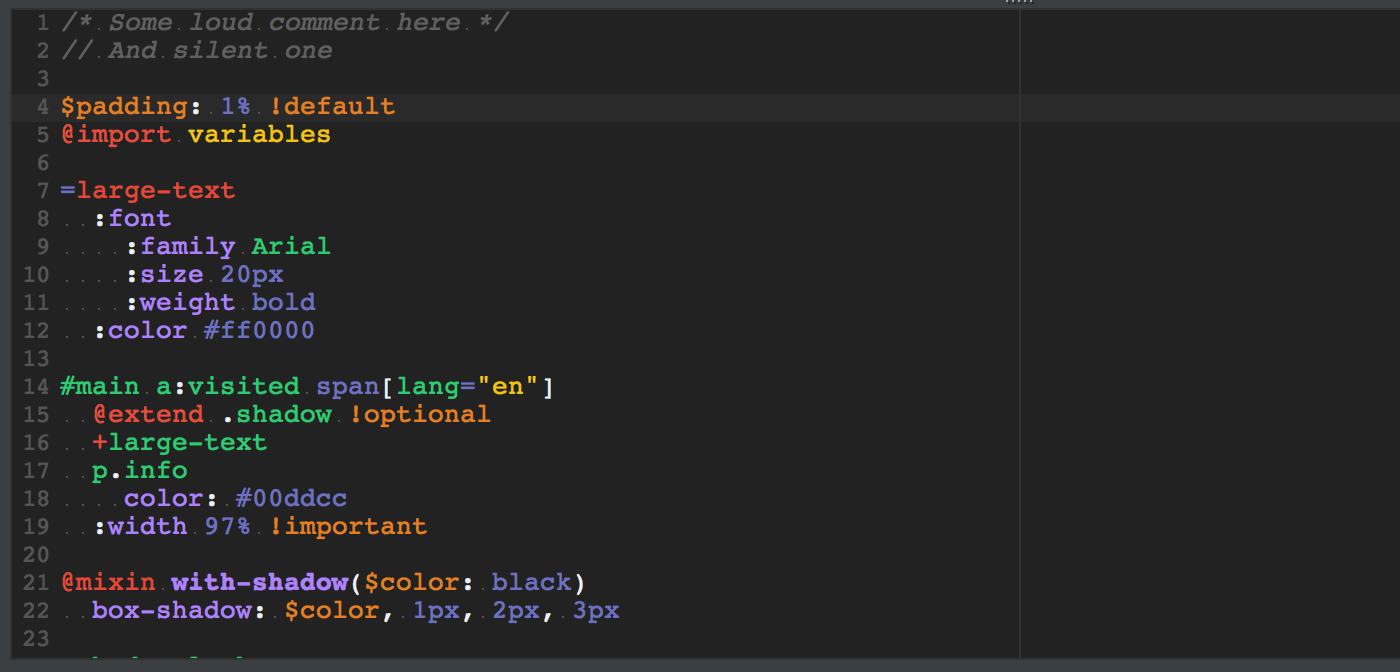 1 /* Some loud comment here */
2 // And silent one
3
4 $padding: 1% !default
5 @import variables
6
7 =large-text
8   :font
9     :family Arial
10     :size 20px
11     :weight bold
12   :color #ff0000
13
14 #main a:visited span[lang="en"]
15   @extend .shadow !optional
16   +large-text
17   p.info
18     color: #00ddcc
19   :width 97% !important
20
21 @mixin with-shadow($color: black)
22   box-shadow: $color, 1px, 2px, 3px
23